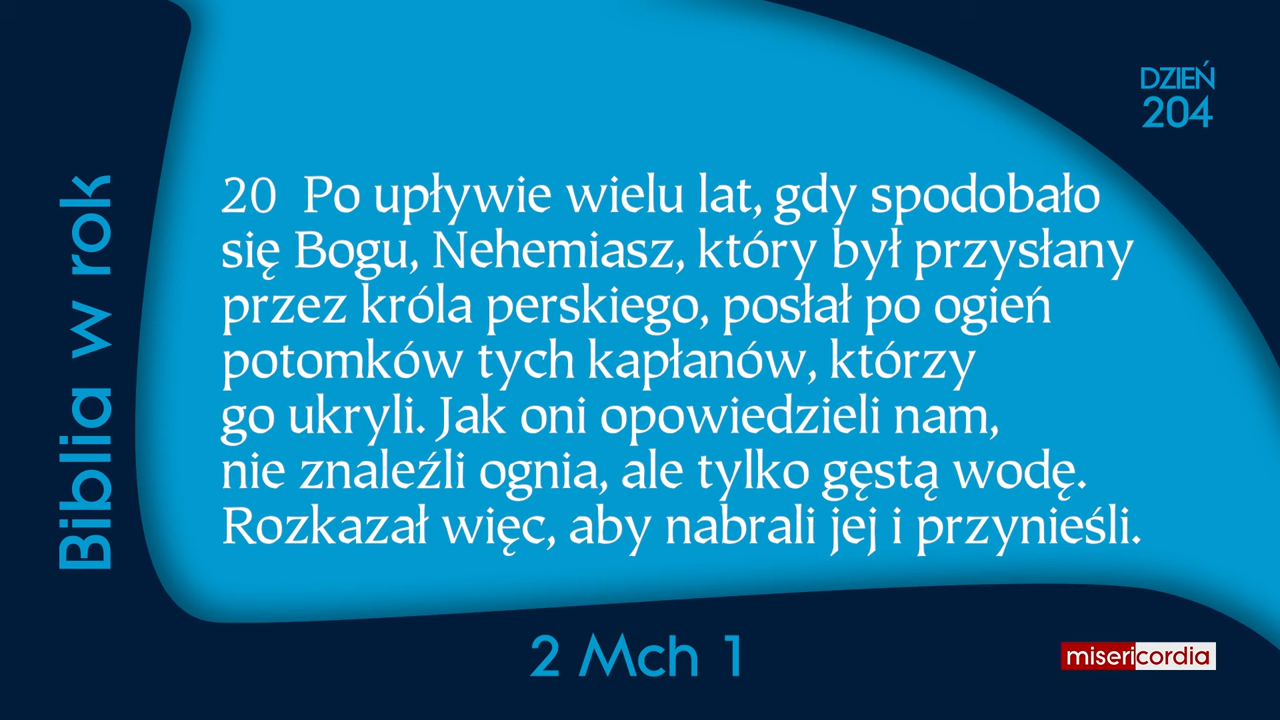 DZIEŃ
204
Biblia w rok
20 Po upływie wielu lat, gdy spodobało
się Bogu, Nehemiasz, który był przysłany
przez króla perskiego, posłał po ogień
potomków tych kapłanów, którzy
go ukryli. Jak oni opowiedzieli nam,
nie znaleźli ognia, ale tylko gęstą wodę.
Rozkazał więc, aby nabrali jej i przynieśli.
2 Mch 1
misericordia